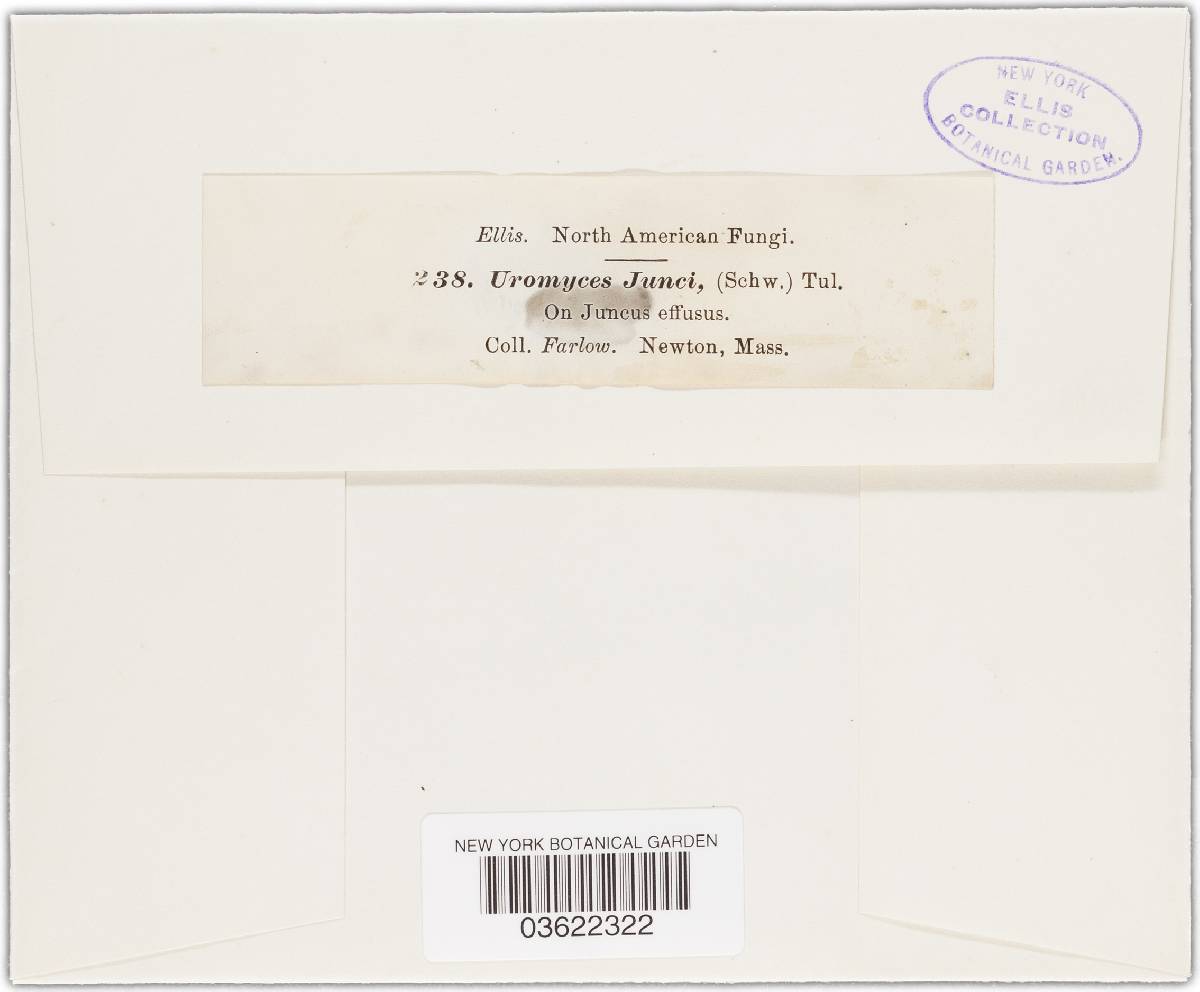 NEW YORK
ELLIS
COLLECTION
BOTANICAL GARDEN.
Ellis. North American Fungi.
238. Uromyces Junci, (Schw.) Tul.
On Juncus effusus.
Coll. Farlow. Newton, Mass.
NEW YORK BOTANICAL GARDEN
03622322